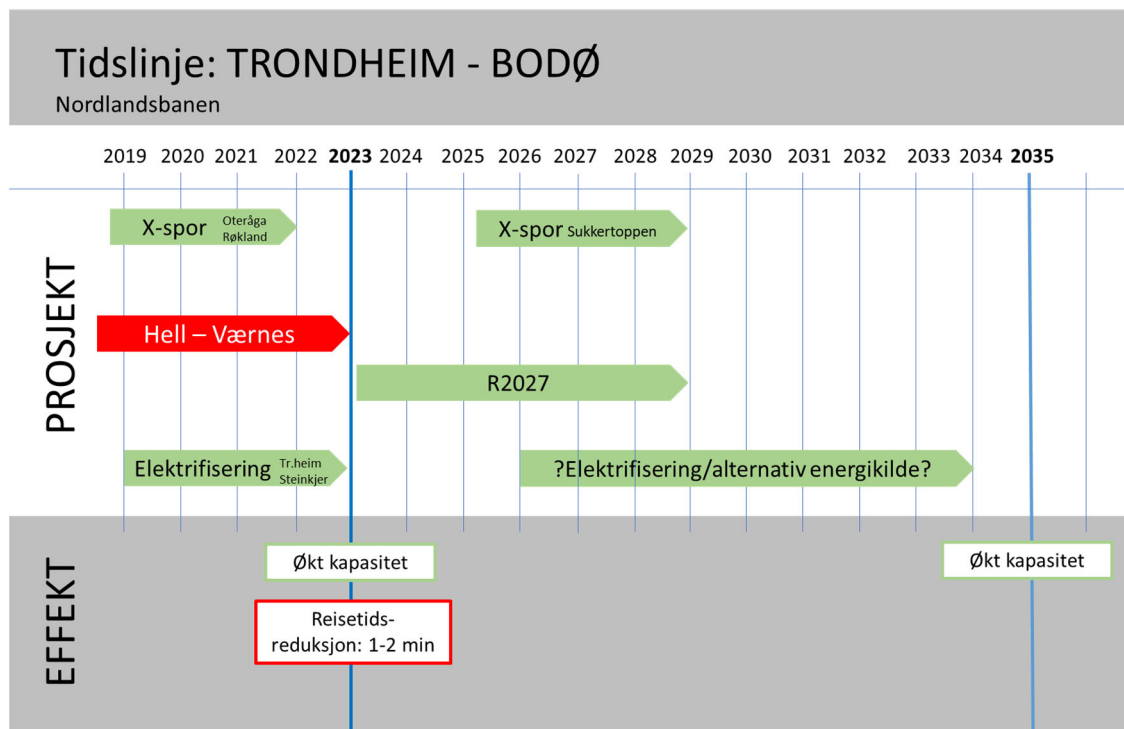 Tidslinje: TRONDHEIM - BODØ
Nordlandsbanen
2019 2020 2021 2022 2023 2024 2025 2026 2027 2028 2029 2030 2031 2032 2033 2034 2035
PROSJEKT
X-spor Oteråga
Røkland
X-spor Sukkertoppen
Hell – Værnes
R2027
Elektrifisering Tr.heim
Steinkjer
?Elektrifisering/alternativ energikilde?
EFFEKT
Økt kapasitet
Økt kapasitet
Reisetids-
reduksjon: 1-2 min